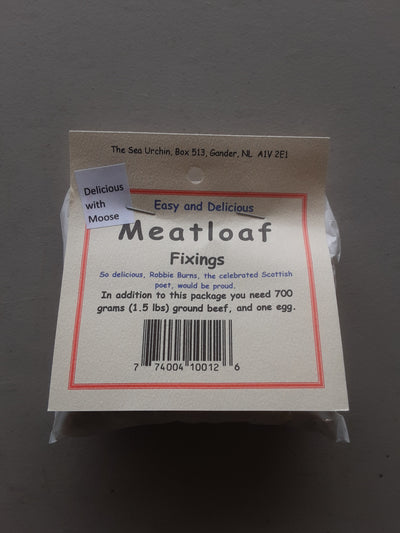 The Sea Urchin, Box 513, Gander, NL A1V 2E1
Delicious
with
Moose
Easy and Delicious
Meatloaf
Fixings
So delicious, Robbie Burns, the celebrated Scottish
poet, would be proud.
In addition to this package you need 700
grams (1.5 lbs) ground beef, and one egg.
7 74004 10012 6